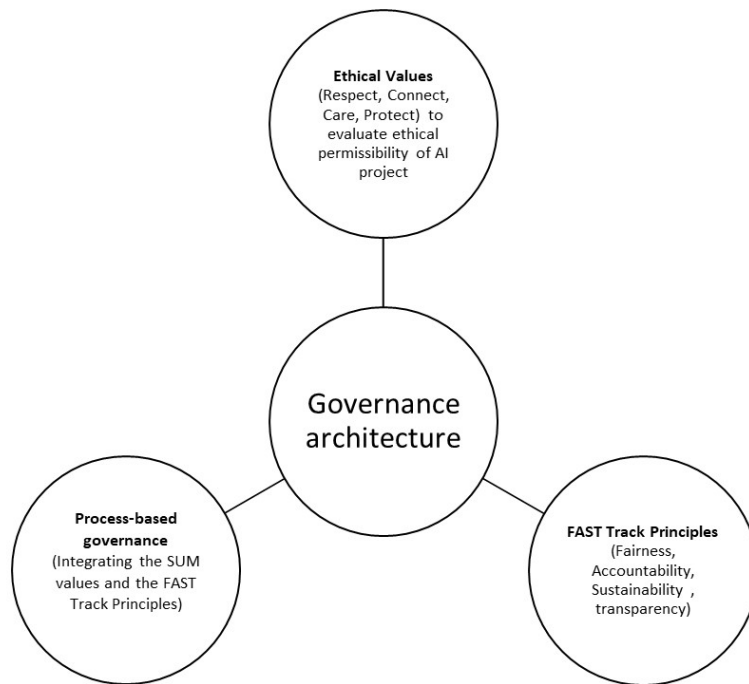 Ethical Values
(Respect, Connect,
Care, Protect) to
evaluate ethical
permissibility of AI
project
Governance
architecture
Process-based
governance
(Integrating the SUM
values and the FAST
Track Principles)
FAST Track Principles
(Fairness,
Accountability,
Sustainability ,
transparency)